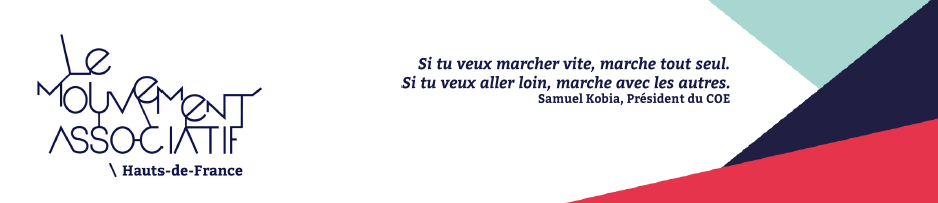 Le
Mouvement
ASSOCIATIF
\ Hauts-de-France
Si tu veux marcher vite, marche tout seul.
Si tu veux aller loin, marche avec les autres.
Samuel Kobia, Président du COE